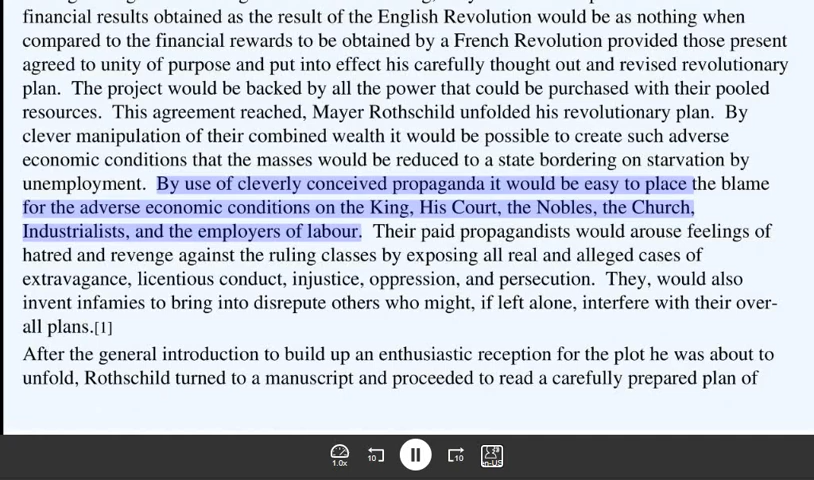 financial results obtained as the result of the English Revolution would be as nothing when
compared to the financial rewards to be obtained by a French Revolution provided those present
agreed to unity of purpose and put into effect his carefully thought out and revised revolutionary
plan.  The project would be backed by all the power that could be purchased with their pooled
resources.  This agreement reached, Mayer Rothschild unfolded his revolutionary plan.  By
clever manipulation of their combined wealth it would be possible to create such adverse
economic conditions that the masses would be reduced to a state bordering on starvation by
unemployment.  By use of cleverly conceived propaganda it would be easy to place the blame
for the adverse economic conditions on the King, His Court, the Nobles, the Church,
Industrialists, and the employers of labour.  Their paid propagandists would arouse feelings of
hatred and revenge against the ruling classes by exposing all real and alleged cases of
extravagance, licentious conduct, injustice, oppression, and persecution.  They, would also
invent infamies to bring into disrepute others who might, if left alone, interfere with their over-
all plans.[1]
After the general introduction to build up an enthusiastic reception for the plot he was about to
unfold, Rothschild turned to a manuscript and proceeded to read a carefully prepared plan of
1.0x 10 10 en-US